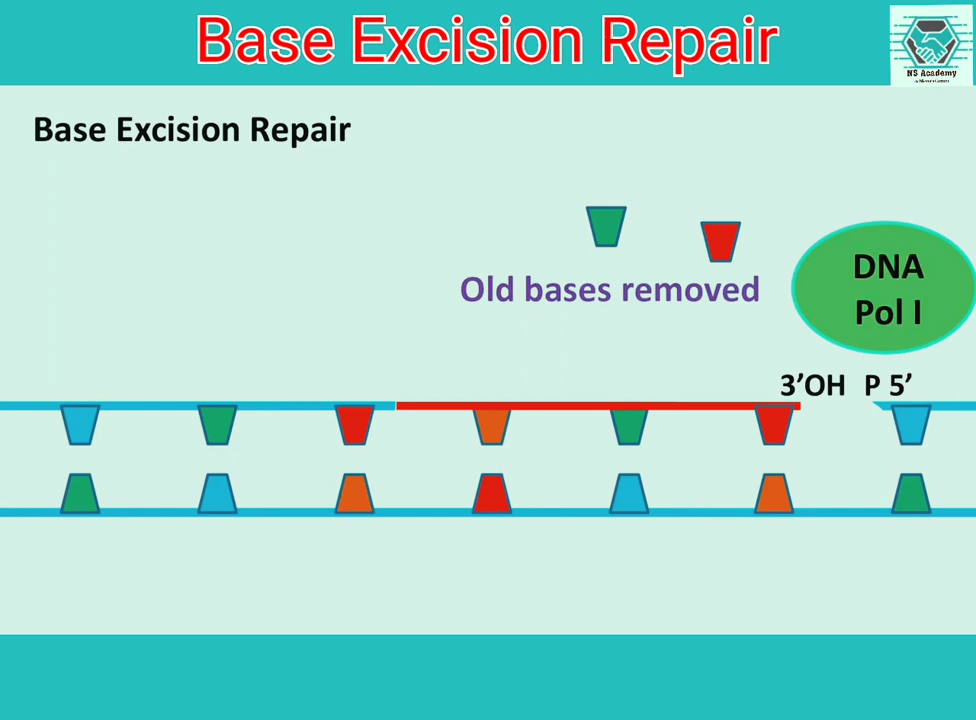 Base Excision Repair
NS Academy
Base Excision Repair
Old bases removed
DNA
Pol I
3’OH P 5’